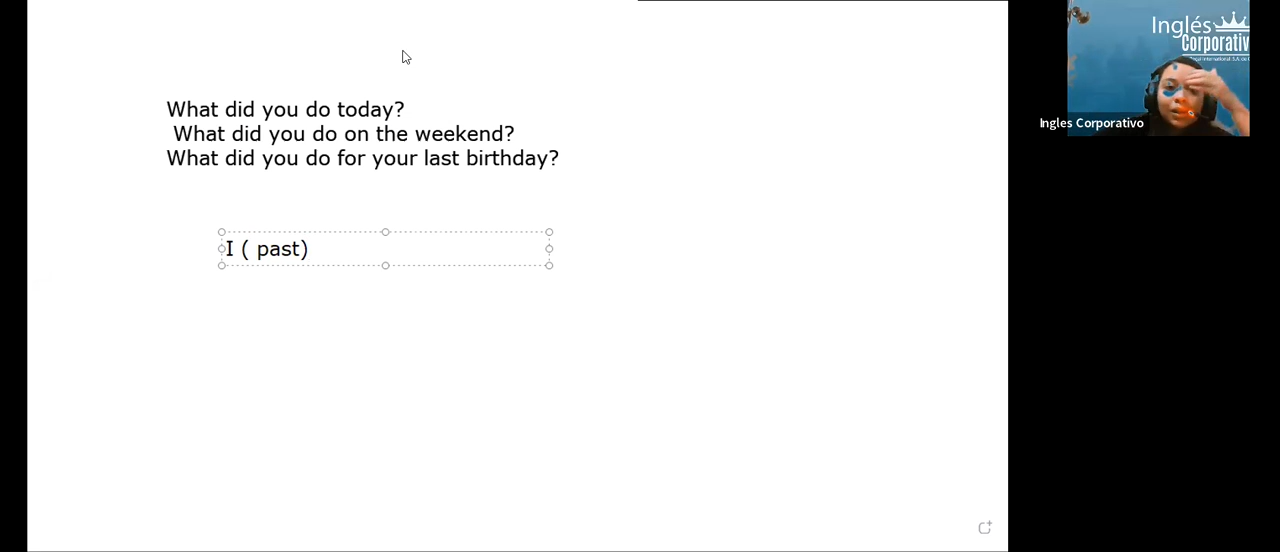 What did you do today?
What did you do on the weekend?
What did you do for your last birthday?
I ( past)
Inglés
Corporativ
Ingles Corporativo